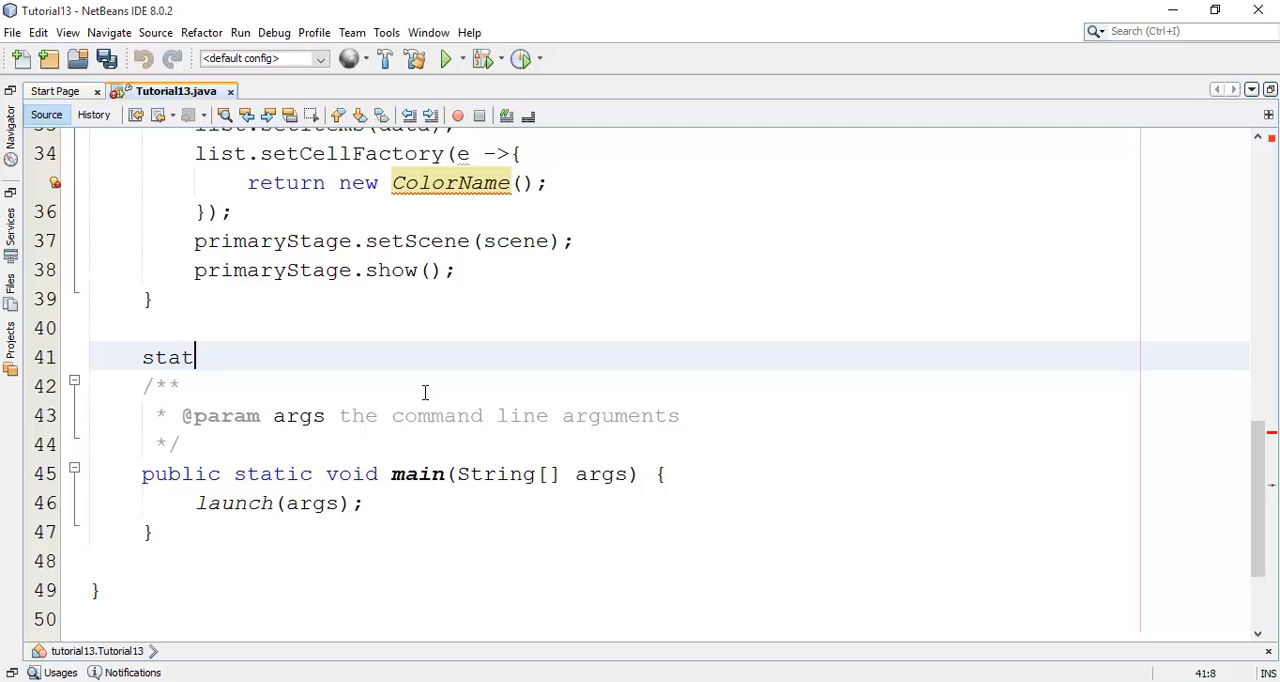 Tutorial13 - NetBeans IDE 8.0.2
File Edit View Navigate Source Refactor Run Debug Profile Team Tools Window Help
Search (Ctrl+I)
<default config>
Start Page
Tutorial13.java
Source History
Navigator
Services
Files
Projects
list.setItems(data);
34 list.setCellFactory(e ->{
return new ColorName();
36 });
37 primaryStage.setScene(scene);
38 primaryStage.show();
39 }
40
41 stat
42 /**
43 * @param args the command line arguments
44 */
45 public static void main(String[] args) {
46 launch(args);
47 }
48
49 }
50
tutorial13.Tutorial13
Usages Notifications
41:8 INS